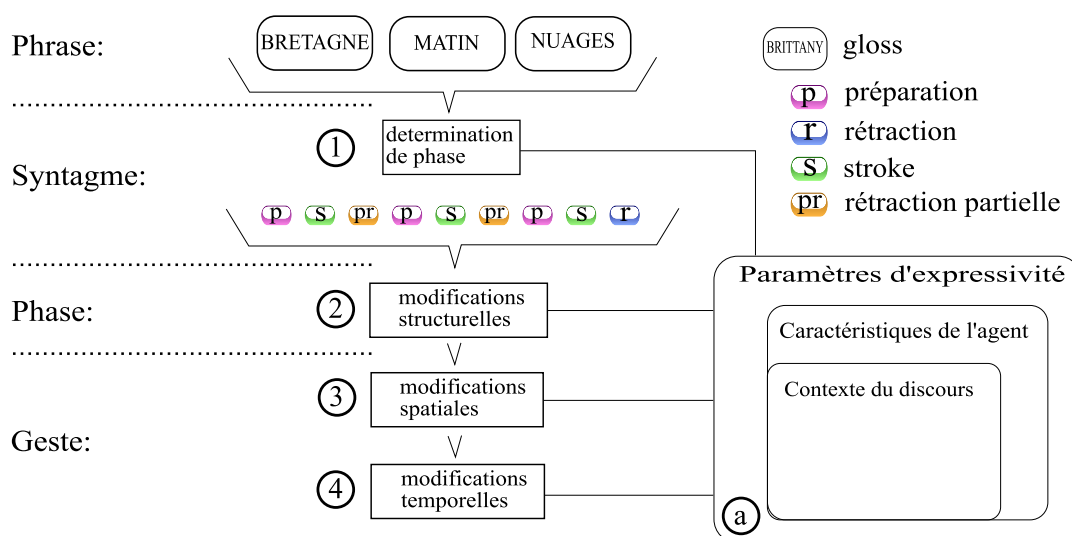 Phrase:
BRETAGNE
MATIN
NUAGES
BRITTANY
gloss
p
préparation
r
rétraction
s
stroke
pr
rétraction partielle
Syntagme:
1
determination
de phase
p s pr p s pr p s r
Phase:
2
modifications
structurelles
Geste:
3
modifications
spatiales
4
modifications
temporelles
Paramètres d'expressivité
Caractéristiques de l'agent
Contexte du discours
a